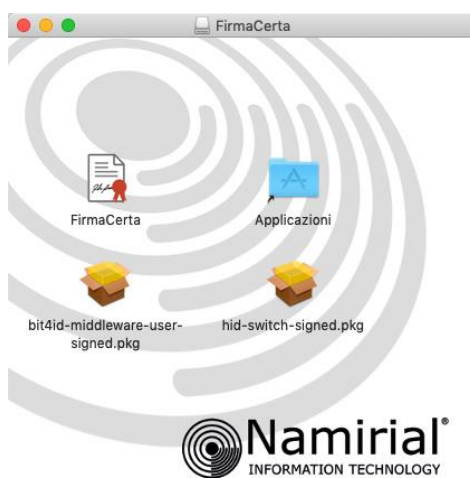 FirmaCerta
FirmaCerta
Applicazioni
bit4id-middleware-user-
signed.pkg
hid-switch-signed.pkg
Namirial®
INFORMATION TECHNOLOGY